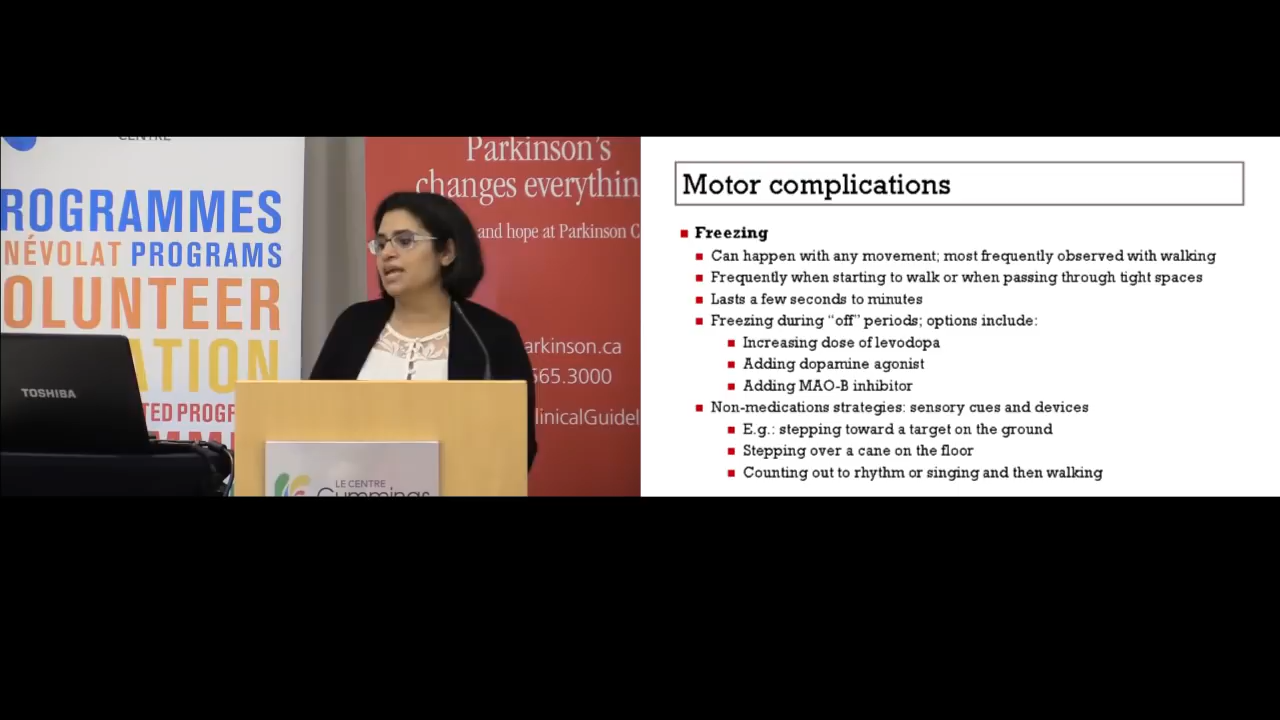 CENTRE
ROGRAMMES
NÉVOLAT PROGRAMS
OLUNTEER
ATION
TED PROGR
TOSHIBA
Parkinson's
changes everythin
and hope at Parkinson C
arkinson.ca
565.3000
linicalGuidel
LE CENTRE
Cummings
Motor complications
Freezing
Can happen with any movement; most frequently observed with walking
Frequently when starting to walk or when passing through tight spaces
Lasts a few seconds to minutes
Freezing during “off” periods; options include:
Increasing dose of levodopa
Adding dopamine agonist
Adding MAO-B inhibitor
Non-medications strategies: sensory cues and devices
E.g.: stepping toward a target on the ground
Stepping over a cane on the floor
Counting out to rhythm or singing and then walking